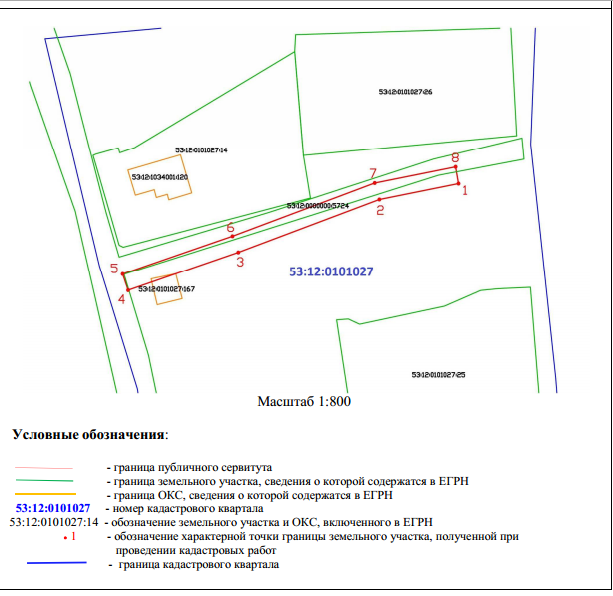 53:12:0101027:26
53:12:0101027:14
8
7
53:12:1034001:120
1
53:12:0000000:5724
2
6
3
5
53:12:0101027
4
53:12:0101027:167
53:12:0101027:25
Масштаб 1:800
Условные обозначения:
- граница публичного сервитута
- граница земельного участка, сведения о которой содержатся в ЕГРН
- граница ОКС, сведения о которой содержатся в ЕГРН
53:12:0101027 - номер кадастрового квартала
53:12:0101027:14 - обозначение земельного участка и ОКС, включенного в ЕГРН
1 - обозначение характерной точки границы земельного участка, полученной при
проведении кадастровых работ
- граница кадастрового квартала